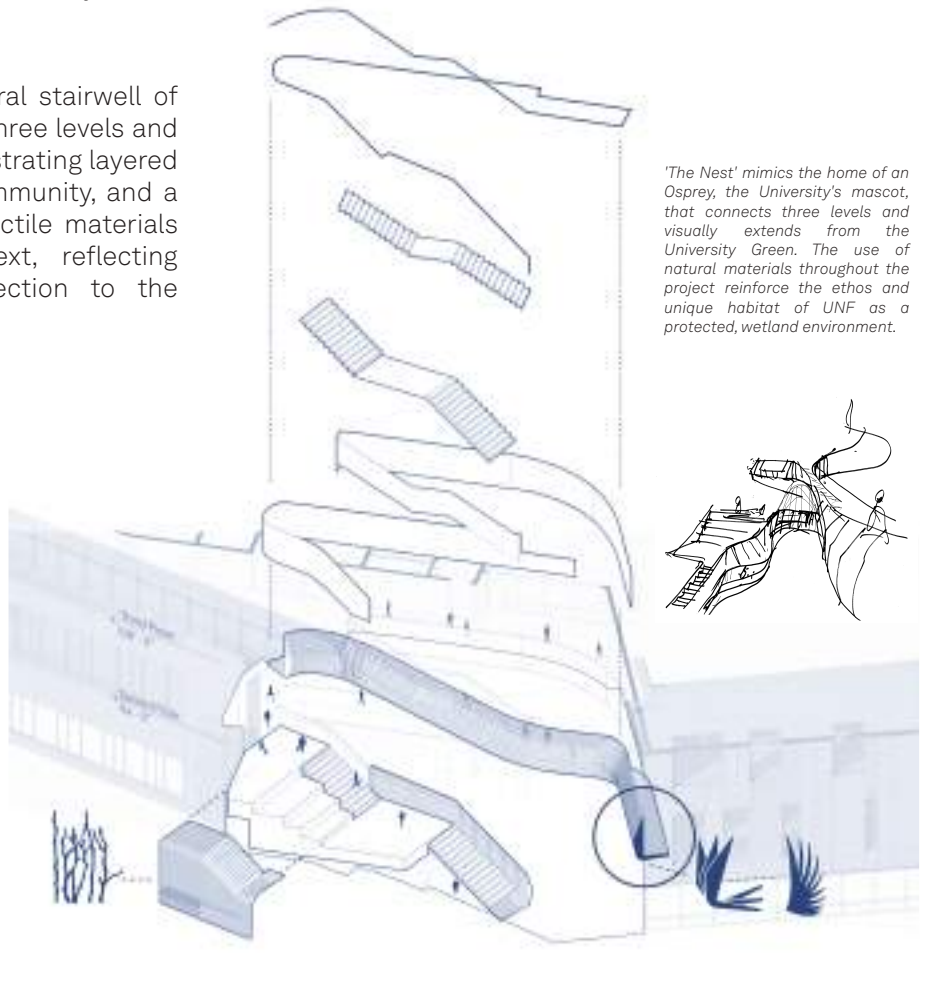 ral stairwell of
hree levels and
strating layered
mmunity, and a
ctile materials
ext, reflecting
ection to the
'The Nest' mimics the home of an
Osprey, the University's mascot,
that connects three levels and
visually extends from the
University Green. The use of
natural materials throughout the
project reinforce the ethos and
unique habitat of UNF as a
protected, wetland environment.